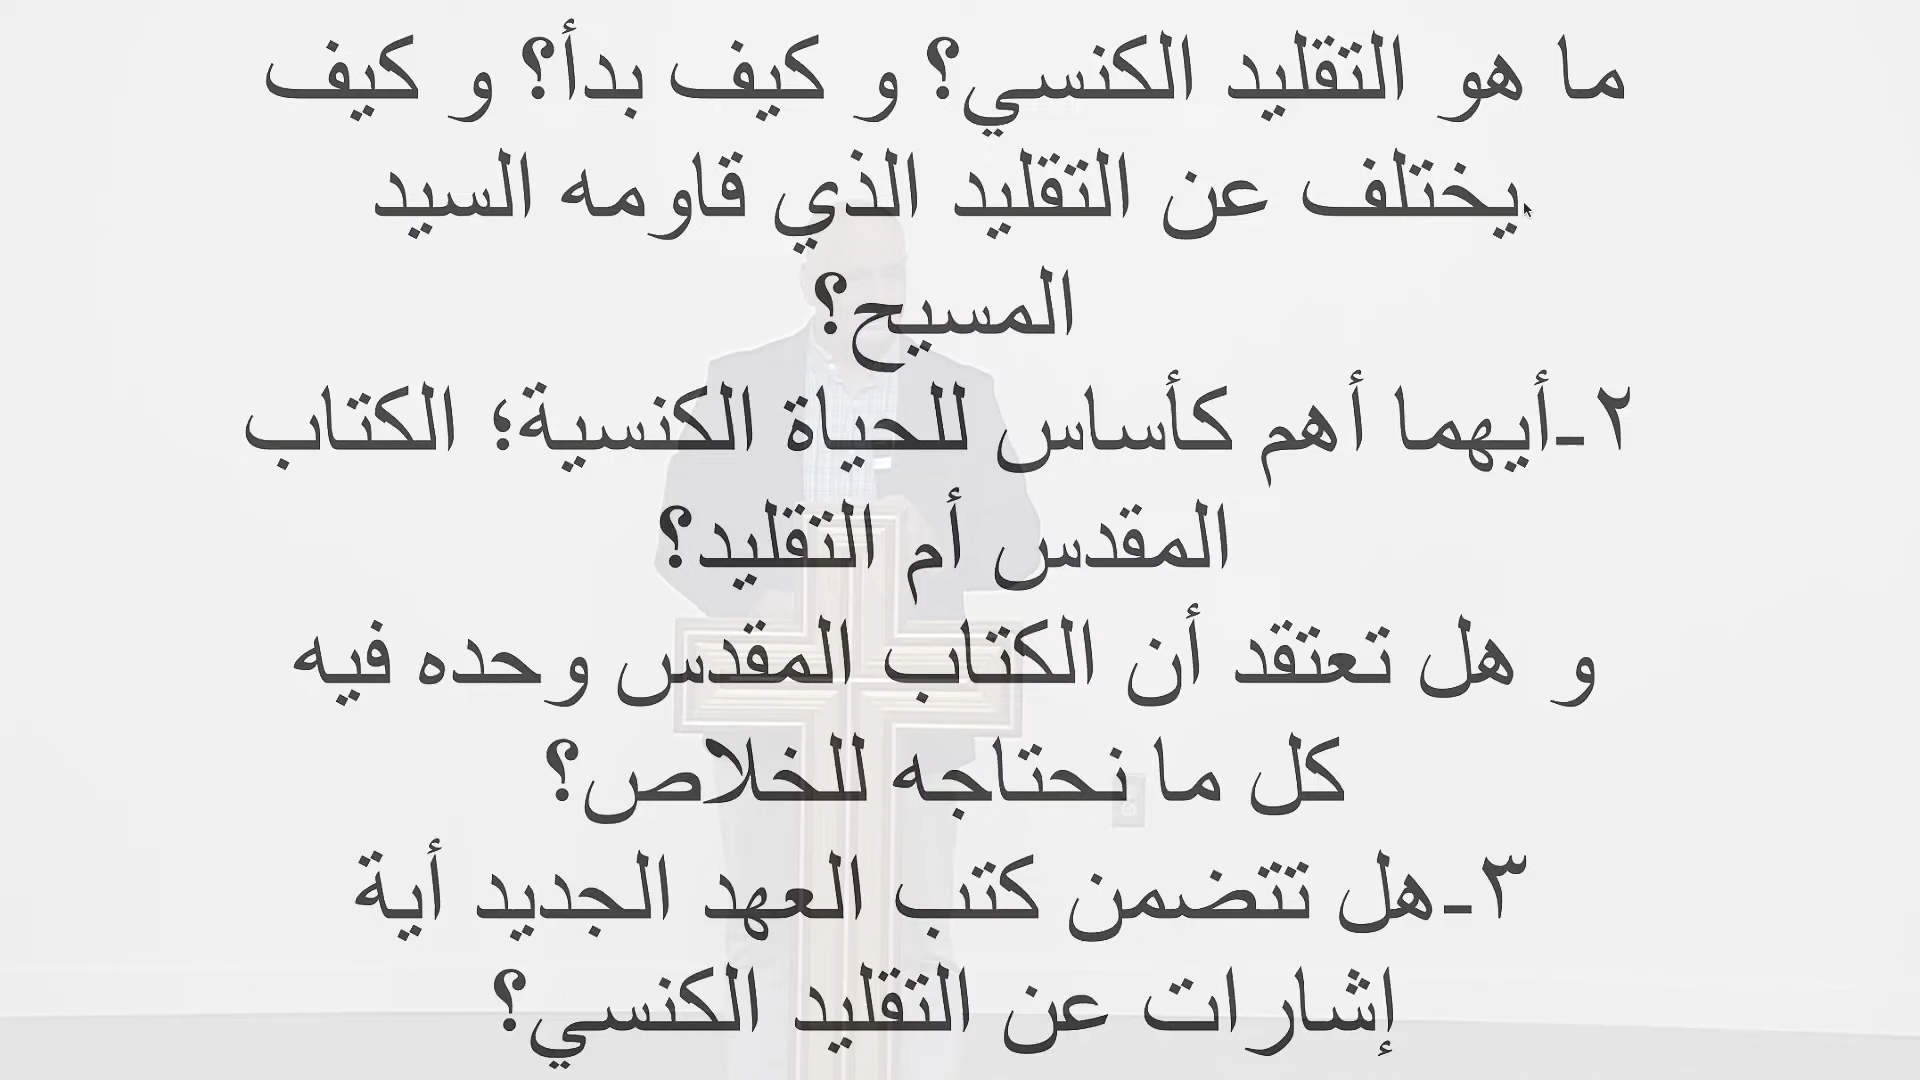 ما هو التقليد الكنسي؟ و كيف بدأ؟ و كيف
يختلف عن التقليد الذي قاومه السيد
المسيح؟
٢-أيهما أهم كأساس للحياة الكنسية؛ الكتاب
المقدس أم التقليد؟
و هل تعتقد أن الكتاب المقدس وحده فيه
كل ما نحتاجه للخلاص؟
٣-هل تتضمن كتب العهد الجديد أية
إشارات عن التقليد الكنسي؟